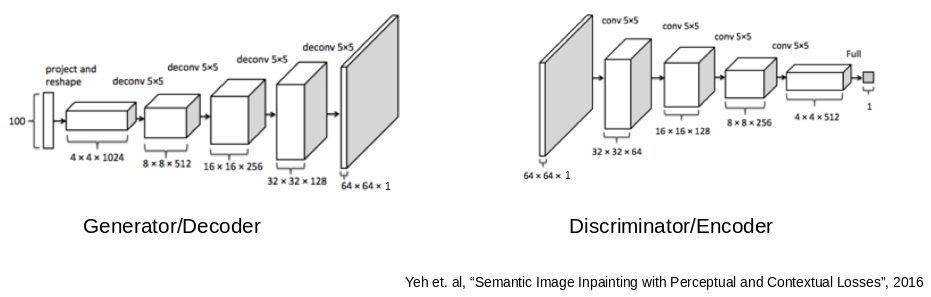 project and
reshape
deconv 5×5
deconv 5×5
deconv 5×5
deconv 5×5
100
4 × 4 × 1024
8 × 8 × 512
16 × 16 × 256
32 × 32 × 128
64 × 64 × 1
Generator/Decoder
conv 5×5
conv 5×5
conv 5×5
conv 5×5
Full
64 × 64 × 1
32 × 32 × 64
16 × 16 × 128
8 × 8 × 256
4 × 4 × 512
1
Discriminator/Encoder
Yeh et. al, “Semantic Image Inpainting with Perceptual and Contextual Losses”, 2016